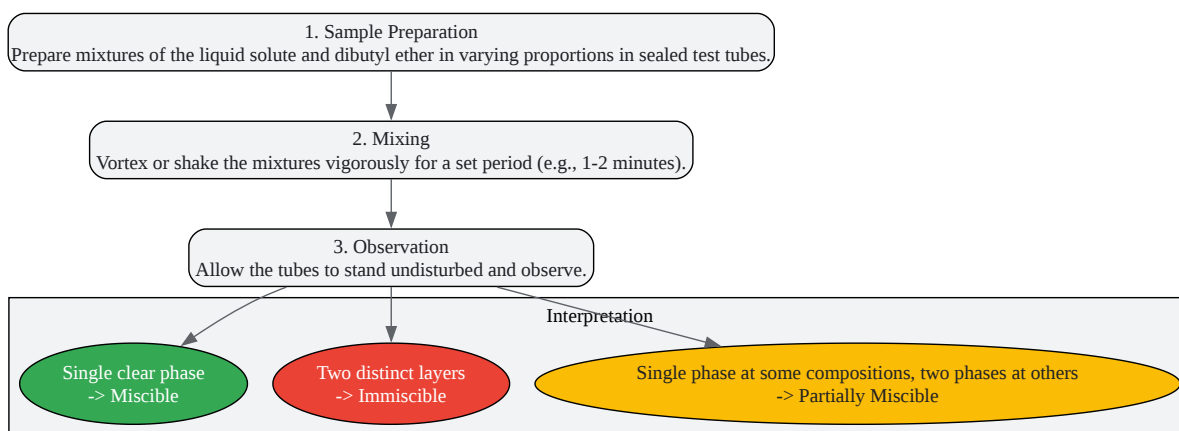 1. Sample Preparation
Prepare mixtures of the liquid solute and dibutyl ether in varying proportions in sealed test tubes.
2. Mixing
Vortex or shake the mixtures vigorously for a set period (e.g., 1-2 minutes).
3. Observation
Allow the tubes to stand undisturbed and observe.
Interpretation
Single clear phase
-> Miscible
Two distinct layers
-> Immiscible
Single phase at some compositions, two phases at others
-> Partially Miscible